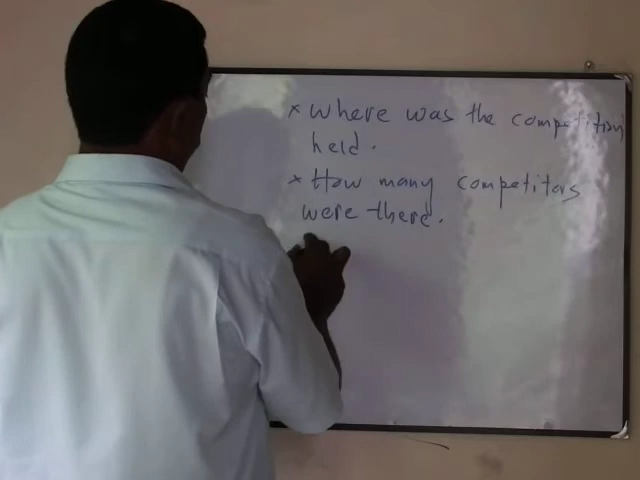 × Where was the competition
held.
× How many competitors
were there.